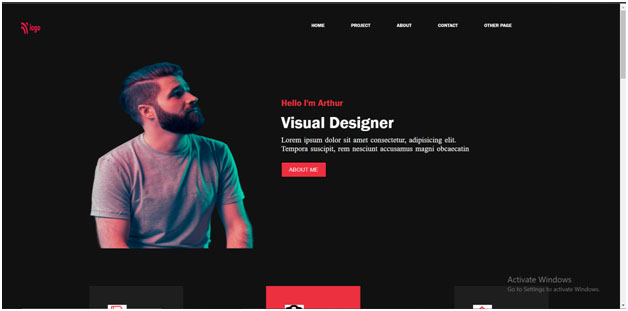 logo
HOME
PROJECT
ABOUT
CONTACT
OTHER PAGE
Hello I'm Arthur
Visual Designer
Lorem ipsum dolor sit amet consectetur, adipisicing elit.
Tempora suscipit, rem nesciunt accusamus magni obcaecatin
ABOUT ME
Activate Windows
Go to Settings to activate Windows.